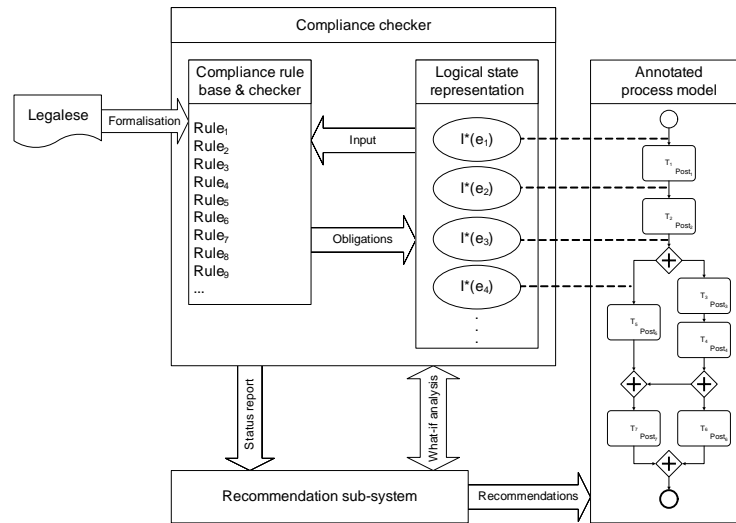 Compliance checker
Compliance rule
base & checker
Logical state
representation
Annotated
process model
Legalese
Formalisation
Rule₁
Rule₂
Rule₃
Rule₄
Rule₅
Rule₆
Rule₇
Rule₈
Rule₉
...
Input
Obligations
I*(e₁)
I*(e₂)
I*(e₃)
I*(e₄)
.
.
.
T₁
Post₁
T₂
Post₂
T₃
Post₃
T₅
Post₅
T₄
Post₄
T₇
Post₇
T₆
Post₆
Status report
What-if analysis
Recommendation sub-system
Recommendations